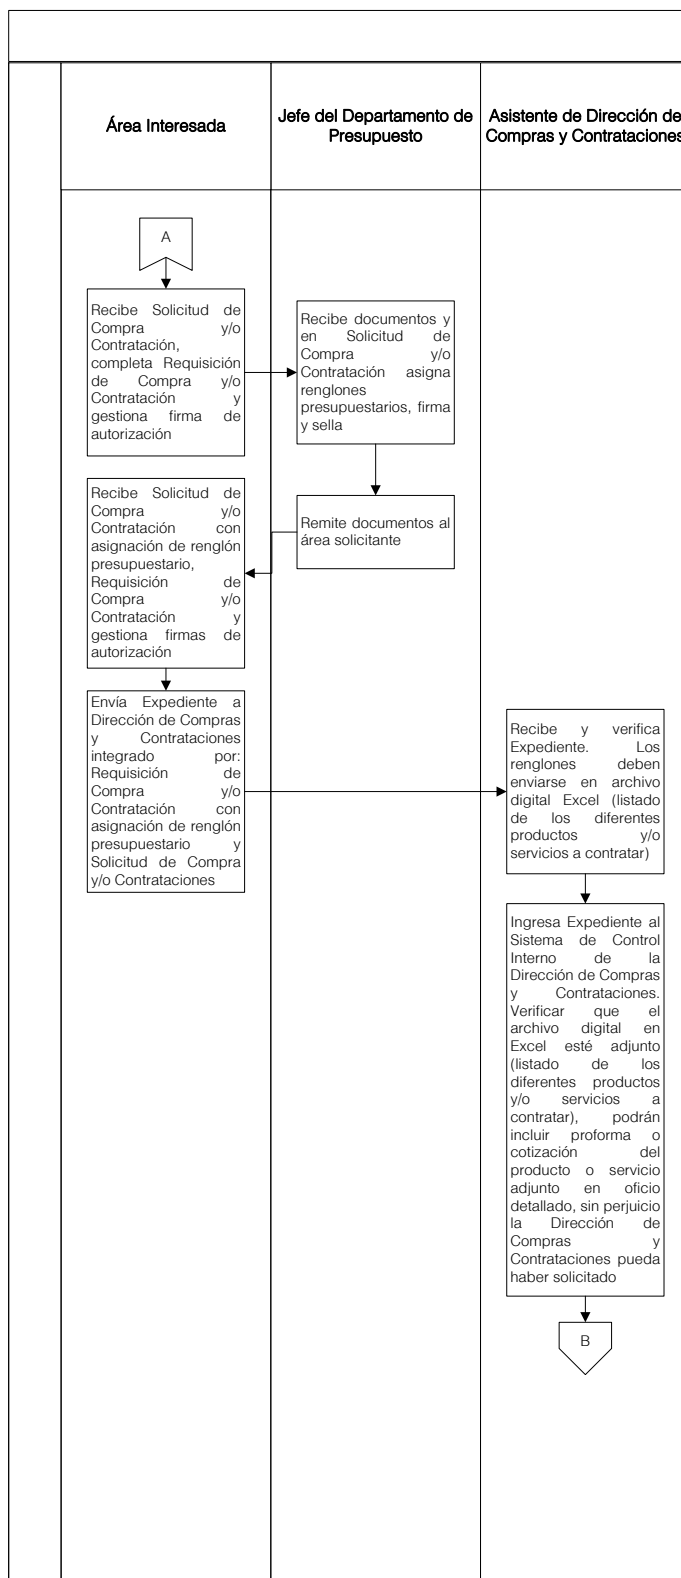 Área Interesada
Jefe del Departamento de
Presupuesto
Asistente de Dirección de
Compras y Contrataciones
A
Recibe Solicitud de
Compra y/o
Contratación,
completa Requisición
de Compra y/o
Contratación y
gestiona firma de
autorización
Recibe documentos y
en Solicitud de
Compra y/o
Contratación asigna
renglones
presupuestarios, firma
y sella
Remite documentos al
área solicitante
Recibe Solicitud de
Compra y/o
Contratación con
asignación de renglón
presupuestario,
Requisición de
Compra y/o
Contratación y
gestiona firmas de
autorización
Envía Expediente a
Dirección de Compras
y Contrataciones
integrado por:
Requisición de
Compra y/o
Contratación con
asignación de renglón
presupuestario y
Solicitud de Compra
y/o Contrataciones
Recibe y verifica
Expediente. Los
renglones deben
enviarse en archivo
digital Excel (listado
de los diferentes
productos y/o
servicios a contratar)
Ingresa Expediente al
Sistema de Control
Interno de la
Dirección de Compras
y Contrataciones.
Verificar que el
archivo digital en
Excel esté adjunto
(listado de los
diferentes productos
y/o servicios a
contratar), podrán
incluir proforma o
cotización del
producto o servicio
adjunto en oficio
detallado, sin perjuicio
la Dirección de
Compras y
Contrataciones pueda
haber solicitado
B